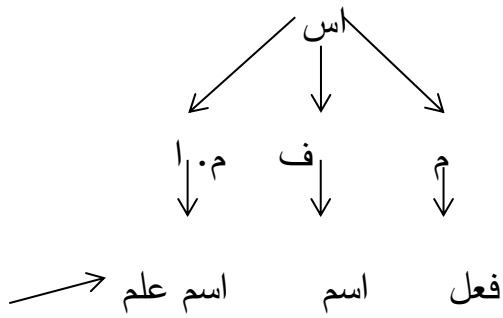 اس
م ف م. ا
فعل اسم اسم علم